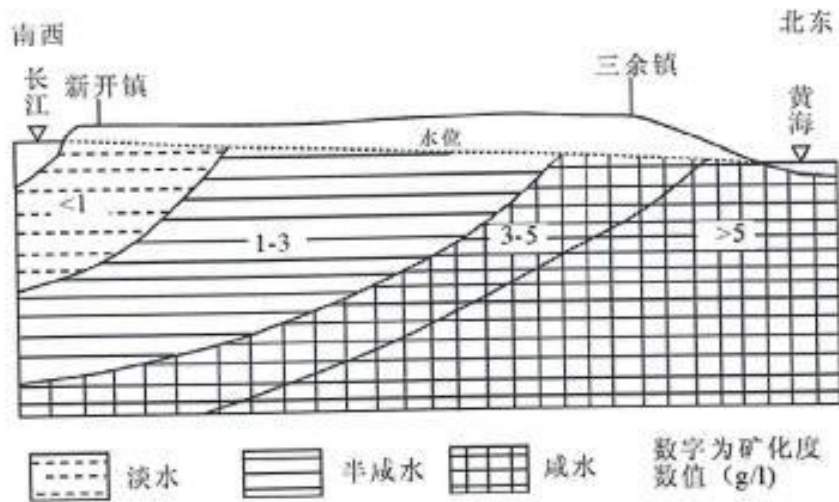 南西
北东
长江
新开镇
三余镇
黄海
水位
<1
1-3
3-5
>5
淡水
半咸水
咸水
数字为矿化度
数值（g/l）